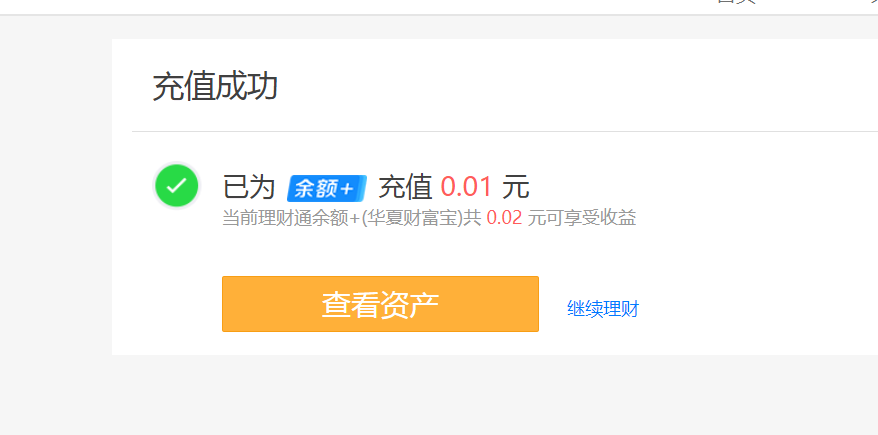 充值成功
已为 余额+ 充值 0.01 元
当前理财通余额+(华夏财富宝)共 0.02 元可享受收益
查看资产 继续理财